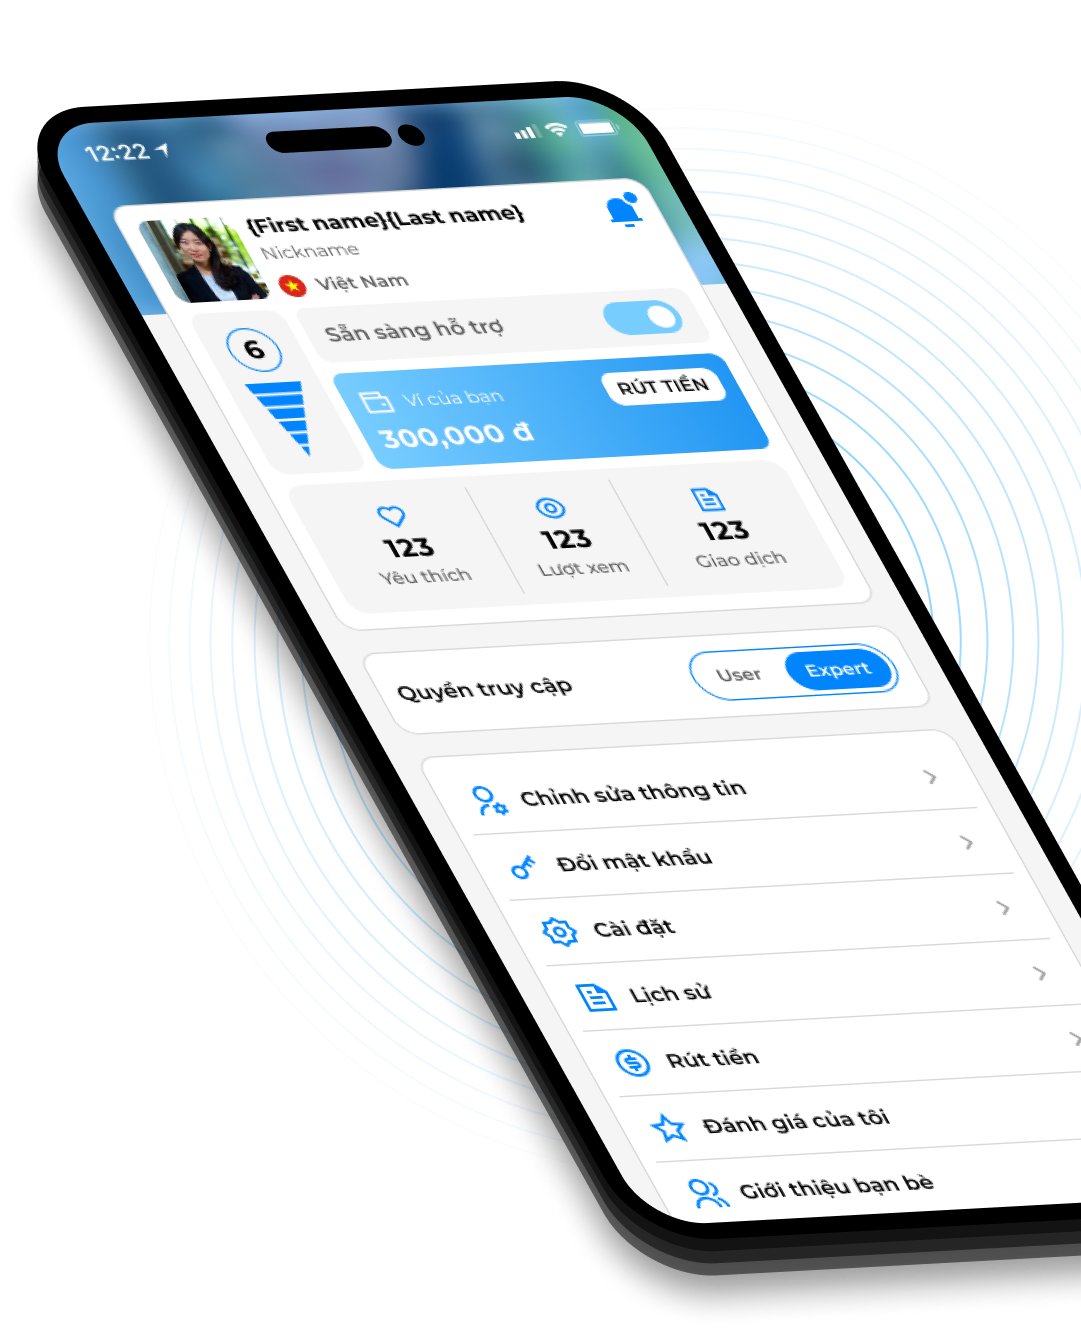 12:22
{First name}{Last name}
Nickname
Việt Nam
6
Sẵn sàng hỗ trợ
Ví của bạn
RÚT TIỀN
300,000 đ
123
Yêu thích
123
Lượt xem
123
Giao dịch
Quyền truy cập
User
Expert
Chỉnh sửa thông tin
Đổi mật khẩu
Cài đặt
Lịch sử
Rút tiền
Đánh giá của tôi
Giới thiệu bạn bè